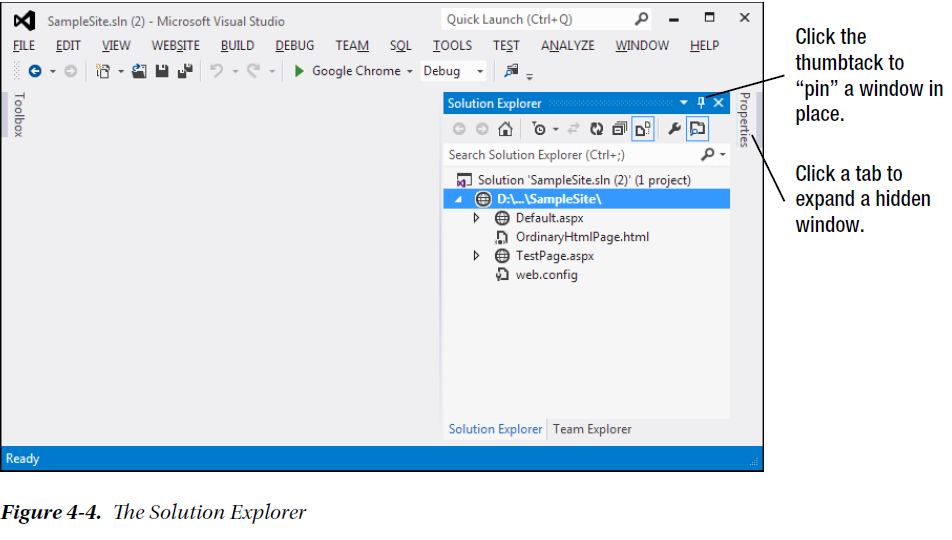 SampleSite.sln (2) - Microsoft Visual Studio
Quick Launch (Ctrl+Q)
FILE EDIT VIEW WEBSITE BUILD DEBUG TEAM SQL TOOLS TEST ANALYZE WINDOW HELP
Google Chrome Debug
Toolbox
Solution Explorer
Properties
Search Solution Explorer (Ctrl+;)
Solution 'SampleSite.sln (2)' (1 project)
D:\...\SampleSite\
Default.aspx
OrdinaryHtmlPage.html
TestPage.aspx
web.config
Solution Explorer Team Explorer
Ready
Click the
thumbtack to
“pin” a window in
place.
Click a tab to
expand a hidden
window.
Figure 4-4. The Solution Explorer